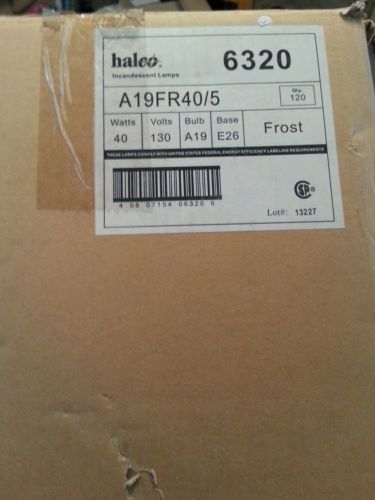 halco 6320
Incandescent Lamps
A19FR40/5 Qty. 120
Watts Volts Bulb Base Frost
40 130 A19 E26
THESE LAMPS COMPLY WITH UNITED STATES FEDERAL ENERGY EFFICIENCY LABELING REQUIREMENTS
4 08 07154 06320 6
Lot#: 13227